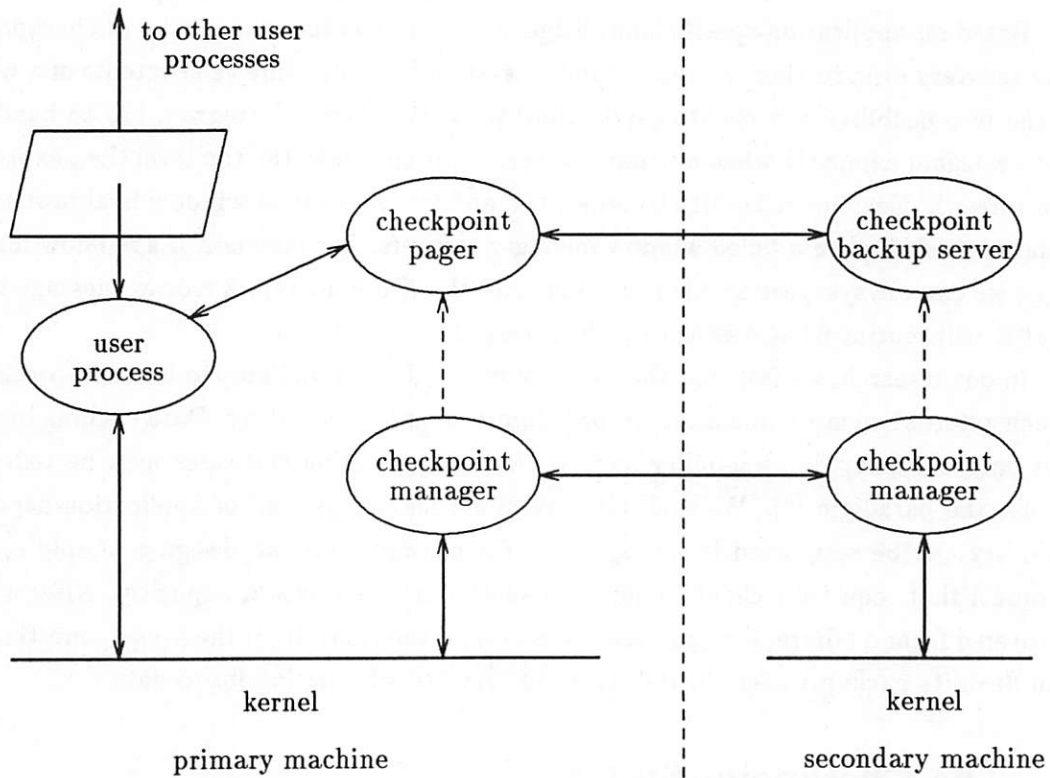 to other user
processes
checkpoint
pager
checkpoint
backup server
user
process
checkpoint
manager
checkpoint
manager
kernel
kernel
primary machine
secondary machine